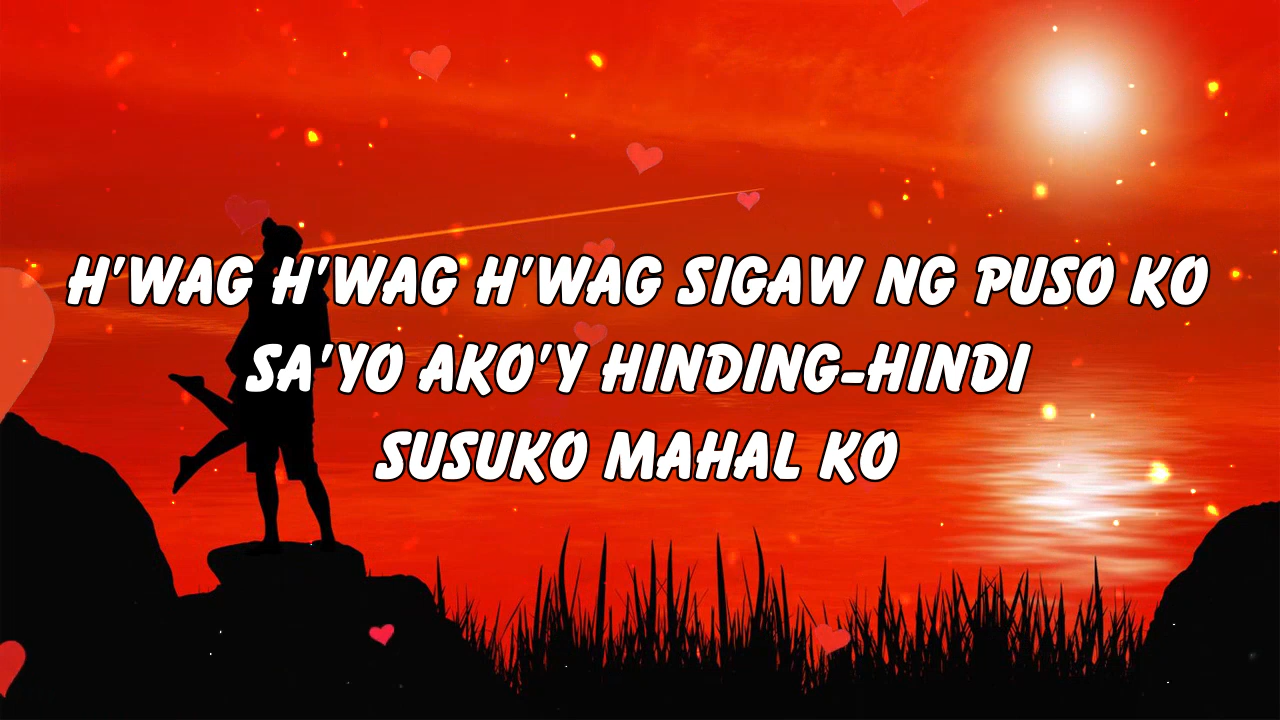 H'WAG H'WAG H'WAG SIGAW NG PUSO KO
SA'YO AKO'Y HINDING-HINDI
SUSUKO MAHAL KO